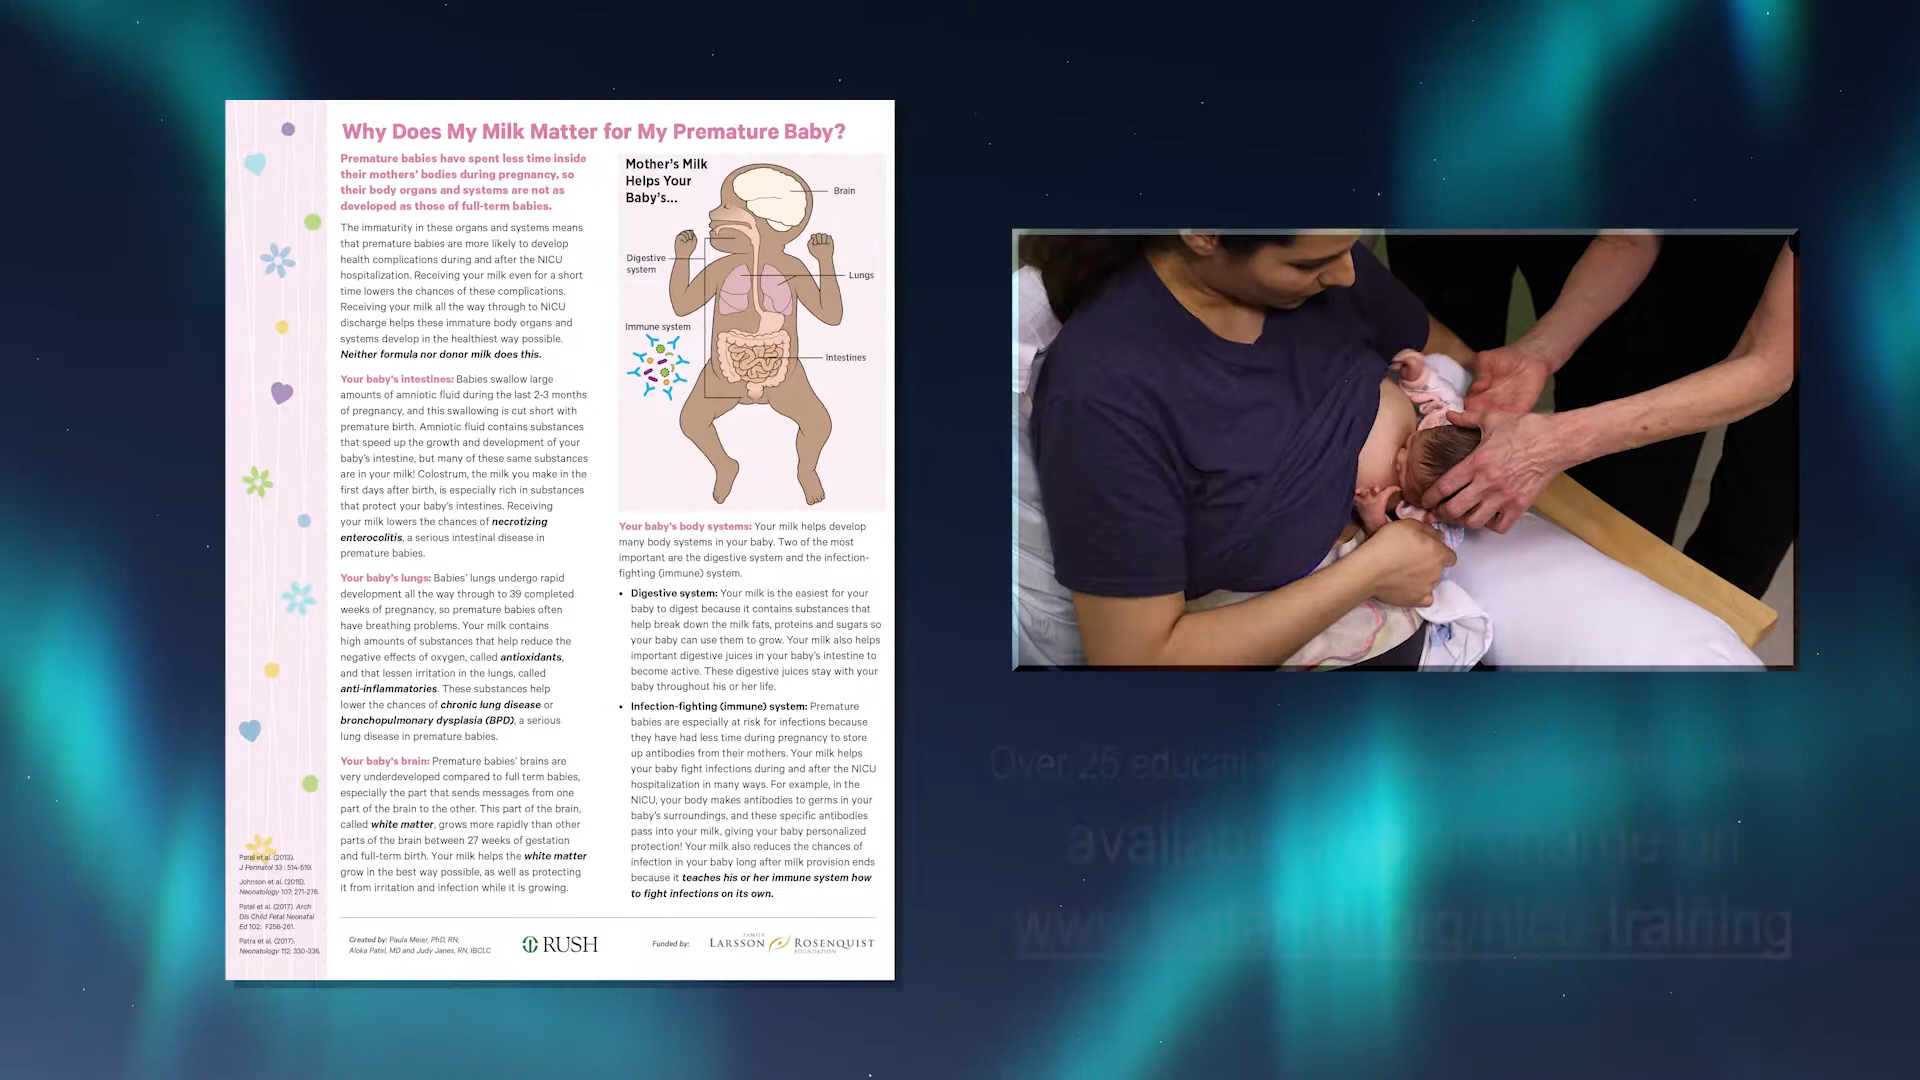 Why Does My Milk Matter for My Premature Baby?
Premature babies have spent less time inside
their mothers' bodies during pregnancy, so
their body organs and systems are not as
developed as those of full-term babies.
The immaturity in these organs and systems means
that premature babies are more likely to develop
health complications during and after the NICU
hospitalization. Receiving your milk even for a short
time lowers the chances of these complications.
Receiving your milk all the way through to NICU
discharge helps these immature body organs and
systems develop in the healthiest way possible.
Neither formula nor donor milk does this.
Your baby's intestines: Babies swallow large
amounts of amniotic fluid during the last 2-3 months
of pregnancy, and this swallowing is cut short with
premature birth. Amniotic fluid contains substances
that speed up the growth and development of your
baby's intestine, but many of these same substances
are in your milk! Colostrum, the milk you make in the
first days after birth, is especially rich in substances
that protect your baby's intestines. Receiving
your milk lowers the chances of necrotizing
enterocolitis, a serious intestinal disease in
premature babies.
Your baby's lungs: Babies' lungs undergo rapid
development all the way through to 39 completed
weeks of pregnancy, so premature babies often
have breathing problems. Your milk contains
high amounts of substances that help reduce the
negative effects of oxygen, called antioxidants,
and that lessen irritation in the lungs, called
anti-inflammatories. These substances help
lower the chances of chronic lung disease or
bronchopulmonary dysplasia (BPD), a serious
lung disease in premature babies.
Your baby's brain: Premature babies' brains are
very underdeveloped compared to full term babies,
especially the part that sends messages from one
part of the brain to the other. This part of the brain,
called white matter, grows more rapidly than other
parts of the brain between 27 weeks of gestation
and full-term birth. Your milk helps the white matter
grow in the best way possible, as well as protecting
it from irritation and infection while it is growing.
Mother's Milk
Helps Your
Baby's...
Brain
Digestive
system
Lungs
Immune system
Intestines
Your baby's body systems: Your milk helps develop
many body systems in your baby. Two of the most
important are the digestive system and the infection-
fighting (immune) system.
• Digestive system: Your milk is the easiest for your
baby to digest because it contains substances that
help break down the milk fats, proteins and sugars so
your baby can use them to grow. Your milk also helps
important digestive juices in your baby's intestine to
become active. These digestive juices stay with your
baby throughout his or her life.
• Infection-fighting (immune) system: Premature
babies are especially at risk for infections because
they have had less time during pregnancy to store
up antibodies from their mothers. Your milk helps
your baby fight infections during and after the NICU
hospitalization in many ways. For example, in the
NICU, your body makes antibodies to germs in your
baby's surroundings, and these specific antibodies
pass into your milk, giving your baby personalized
protection! Your milk also reduces the chances of
infection in your baby long after milk provision ends
because it teaches his or her immune system how
to fight infections on its own.
Patel et al. (2013).
J Perinatol 33 : 514-519.
Johnson et al. (2015).
Neonatology 107: 271-276.
Patel et al. (2017). Arch
Dis Child Fetal Neonatal
Ed 102: F256-261.
Patra et al. (2017).
Neonatology 112: 330-336.
Created by: Paula Meier, PhD, RN;
Aloka Patel, MD and Judy Janes, RN, IBCLC
RUSH
Funded by:
FAMILY
LARSSON ROSENQUIST
FOUNDATION
Over 25
training